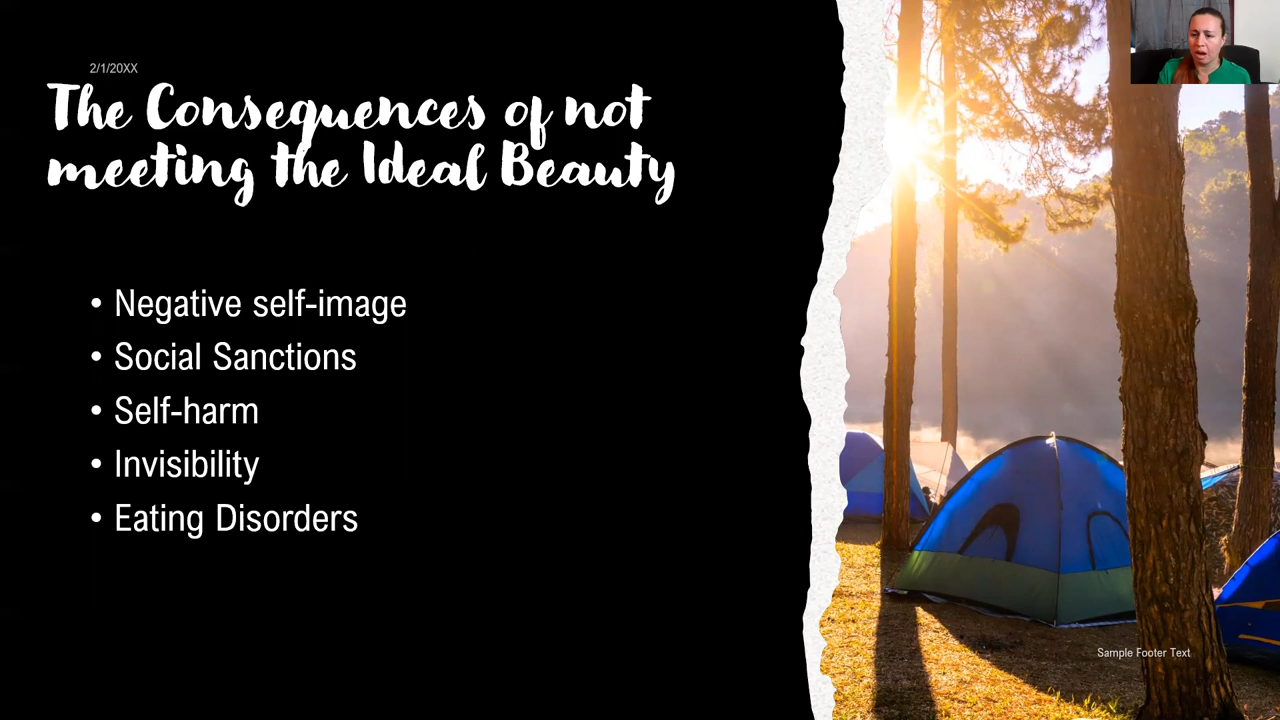 2/1/20XX
The Consequences of not
meeting the Ideal Beauty
• Negative self-image
• Social Sanctions
• Self-harm
• Invisibility
• Eating Disorders
Sample Footer Text